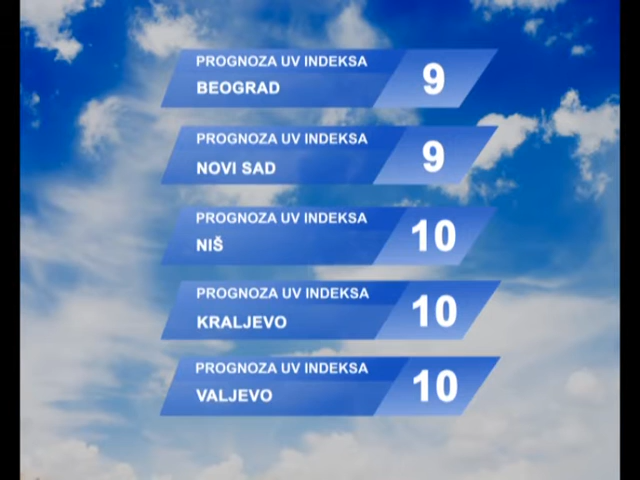 PROGNOZA UV INDEKSA
BEOGRAD
9
PROGNOZA UV INDEKSA
NOVI SAD
9
PROGNOZA UV INDEKSA
NIŠ
10
PROGNOZA UV INDEKSA
KRALJEVO
10
PROGNOZA UV INDEKSA
VALJEVO
10